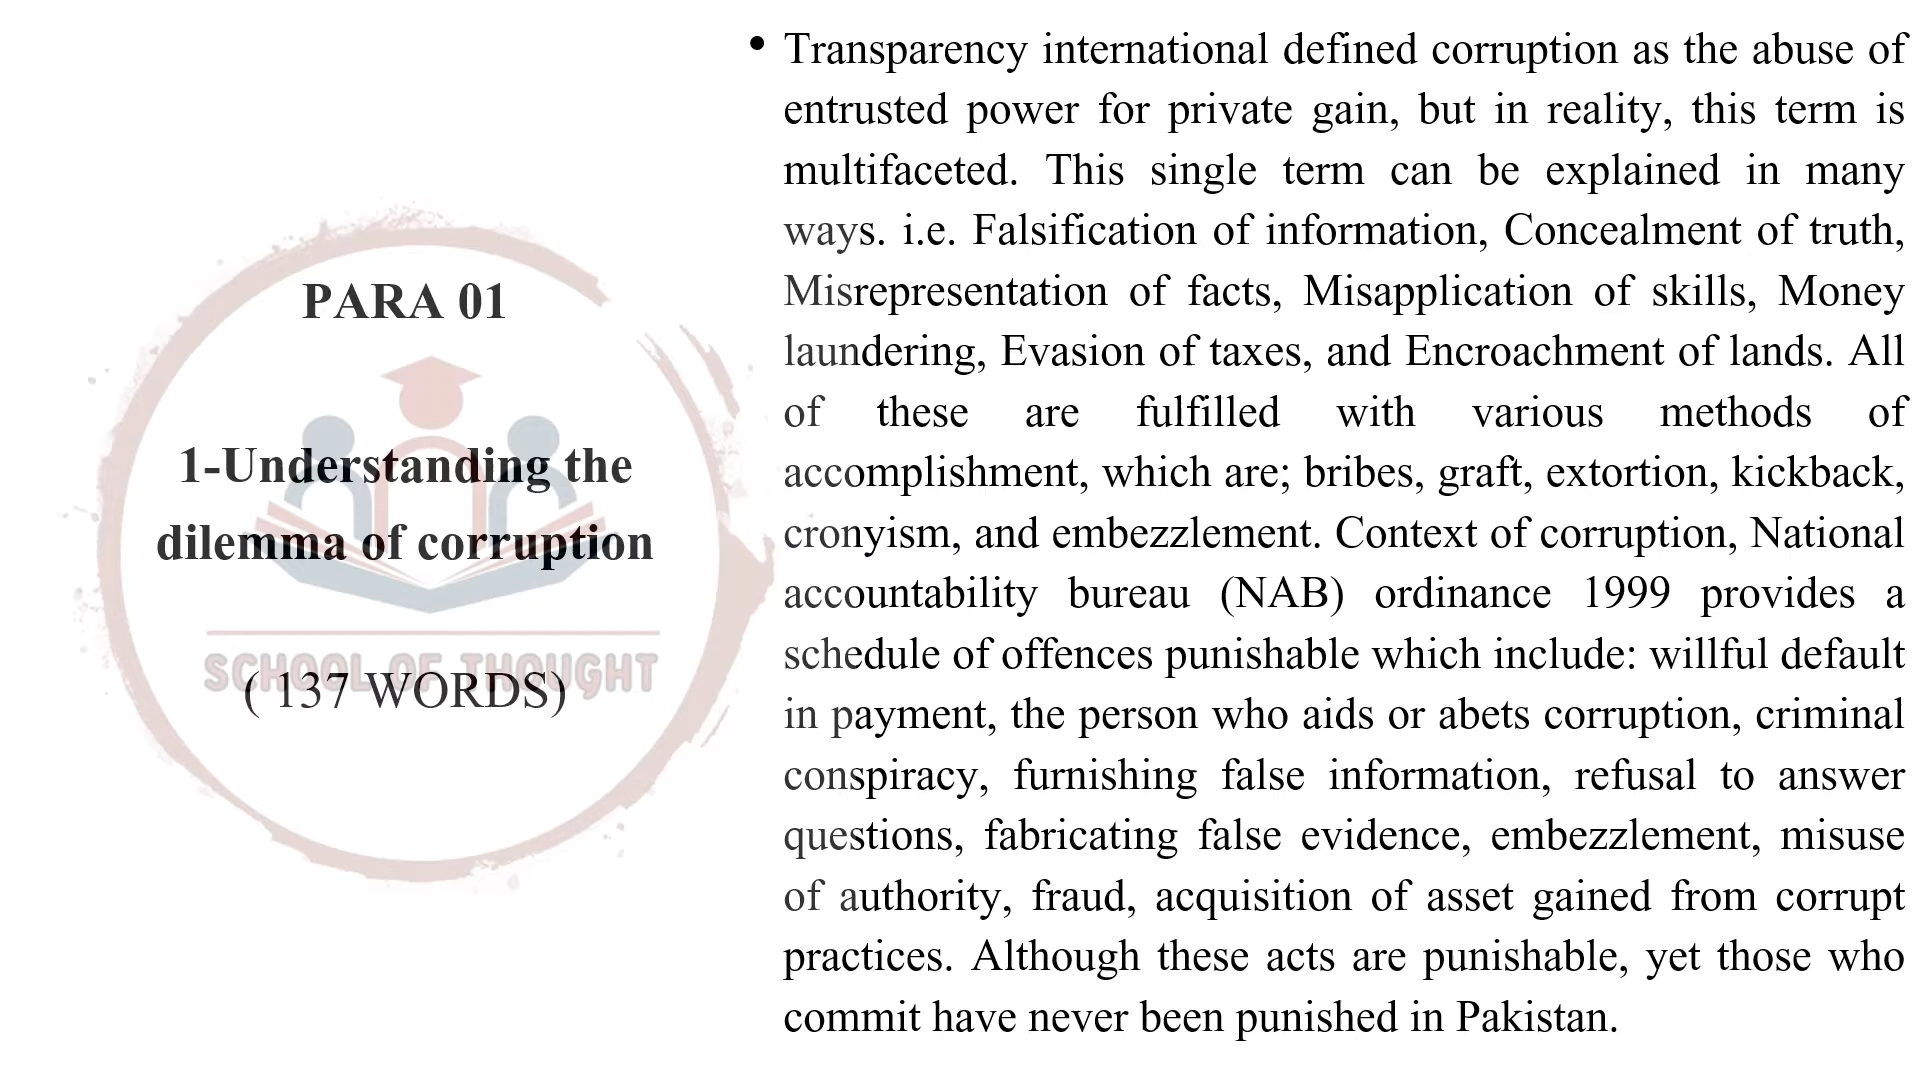 PARA 01
1-Understanding the
dilemma of corruption
( 137 WORDS)
SCHOOL OF THOUGHT
• Transparency international defined corruption as the abuse of
entrusted power for private gain, but in reality, this term is
multifaceted. This single term can be explained in many
ways. i.e. Falsification of information, Concealment of truth,
Misrepresentation of facts, Misapplication of skills, Money
laundering, Evasion of taxes, and Encroachment of lands. All
of these are fulfilled with various methods of
accomplishment, which are; bribes, graft, extortion, kickback,
cronyism, and embezzlement. Context of corruption, National
accountability bureau (NAB) ordinance 1999 provides a
schedule of offences punishable which include: willful default
in payment, the person who aids or abets corruption, criminal
conspiracy, furnishing false information, refusal to answer
questions, fabricating false evidence, embezzlement, misuse
of authority, fraud, acquisition of asset gained from corrupt
practices. Although these acts are punishable, yet those who
commit have never been punished in Pakistan.